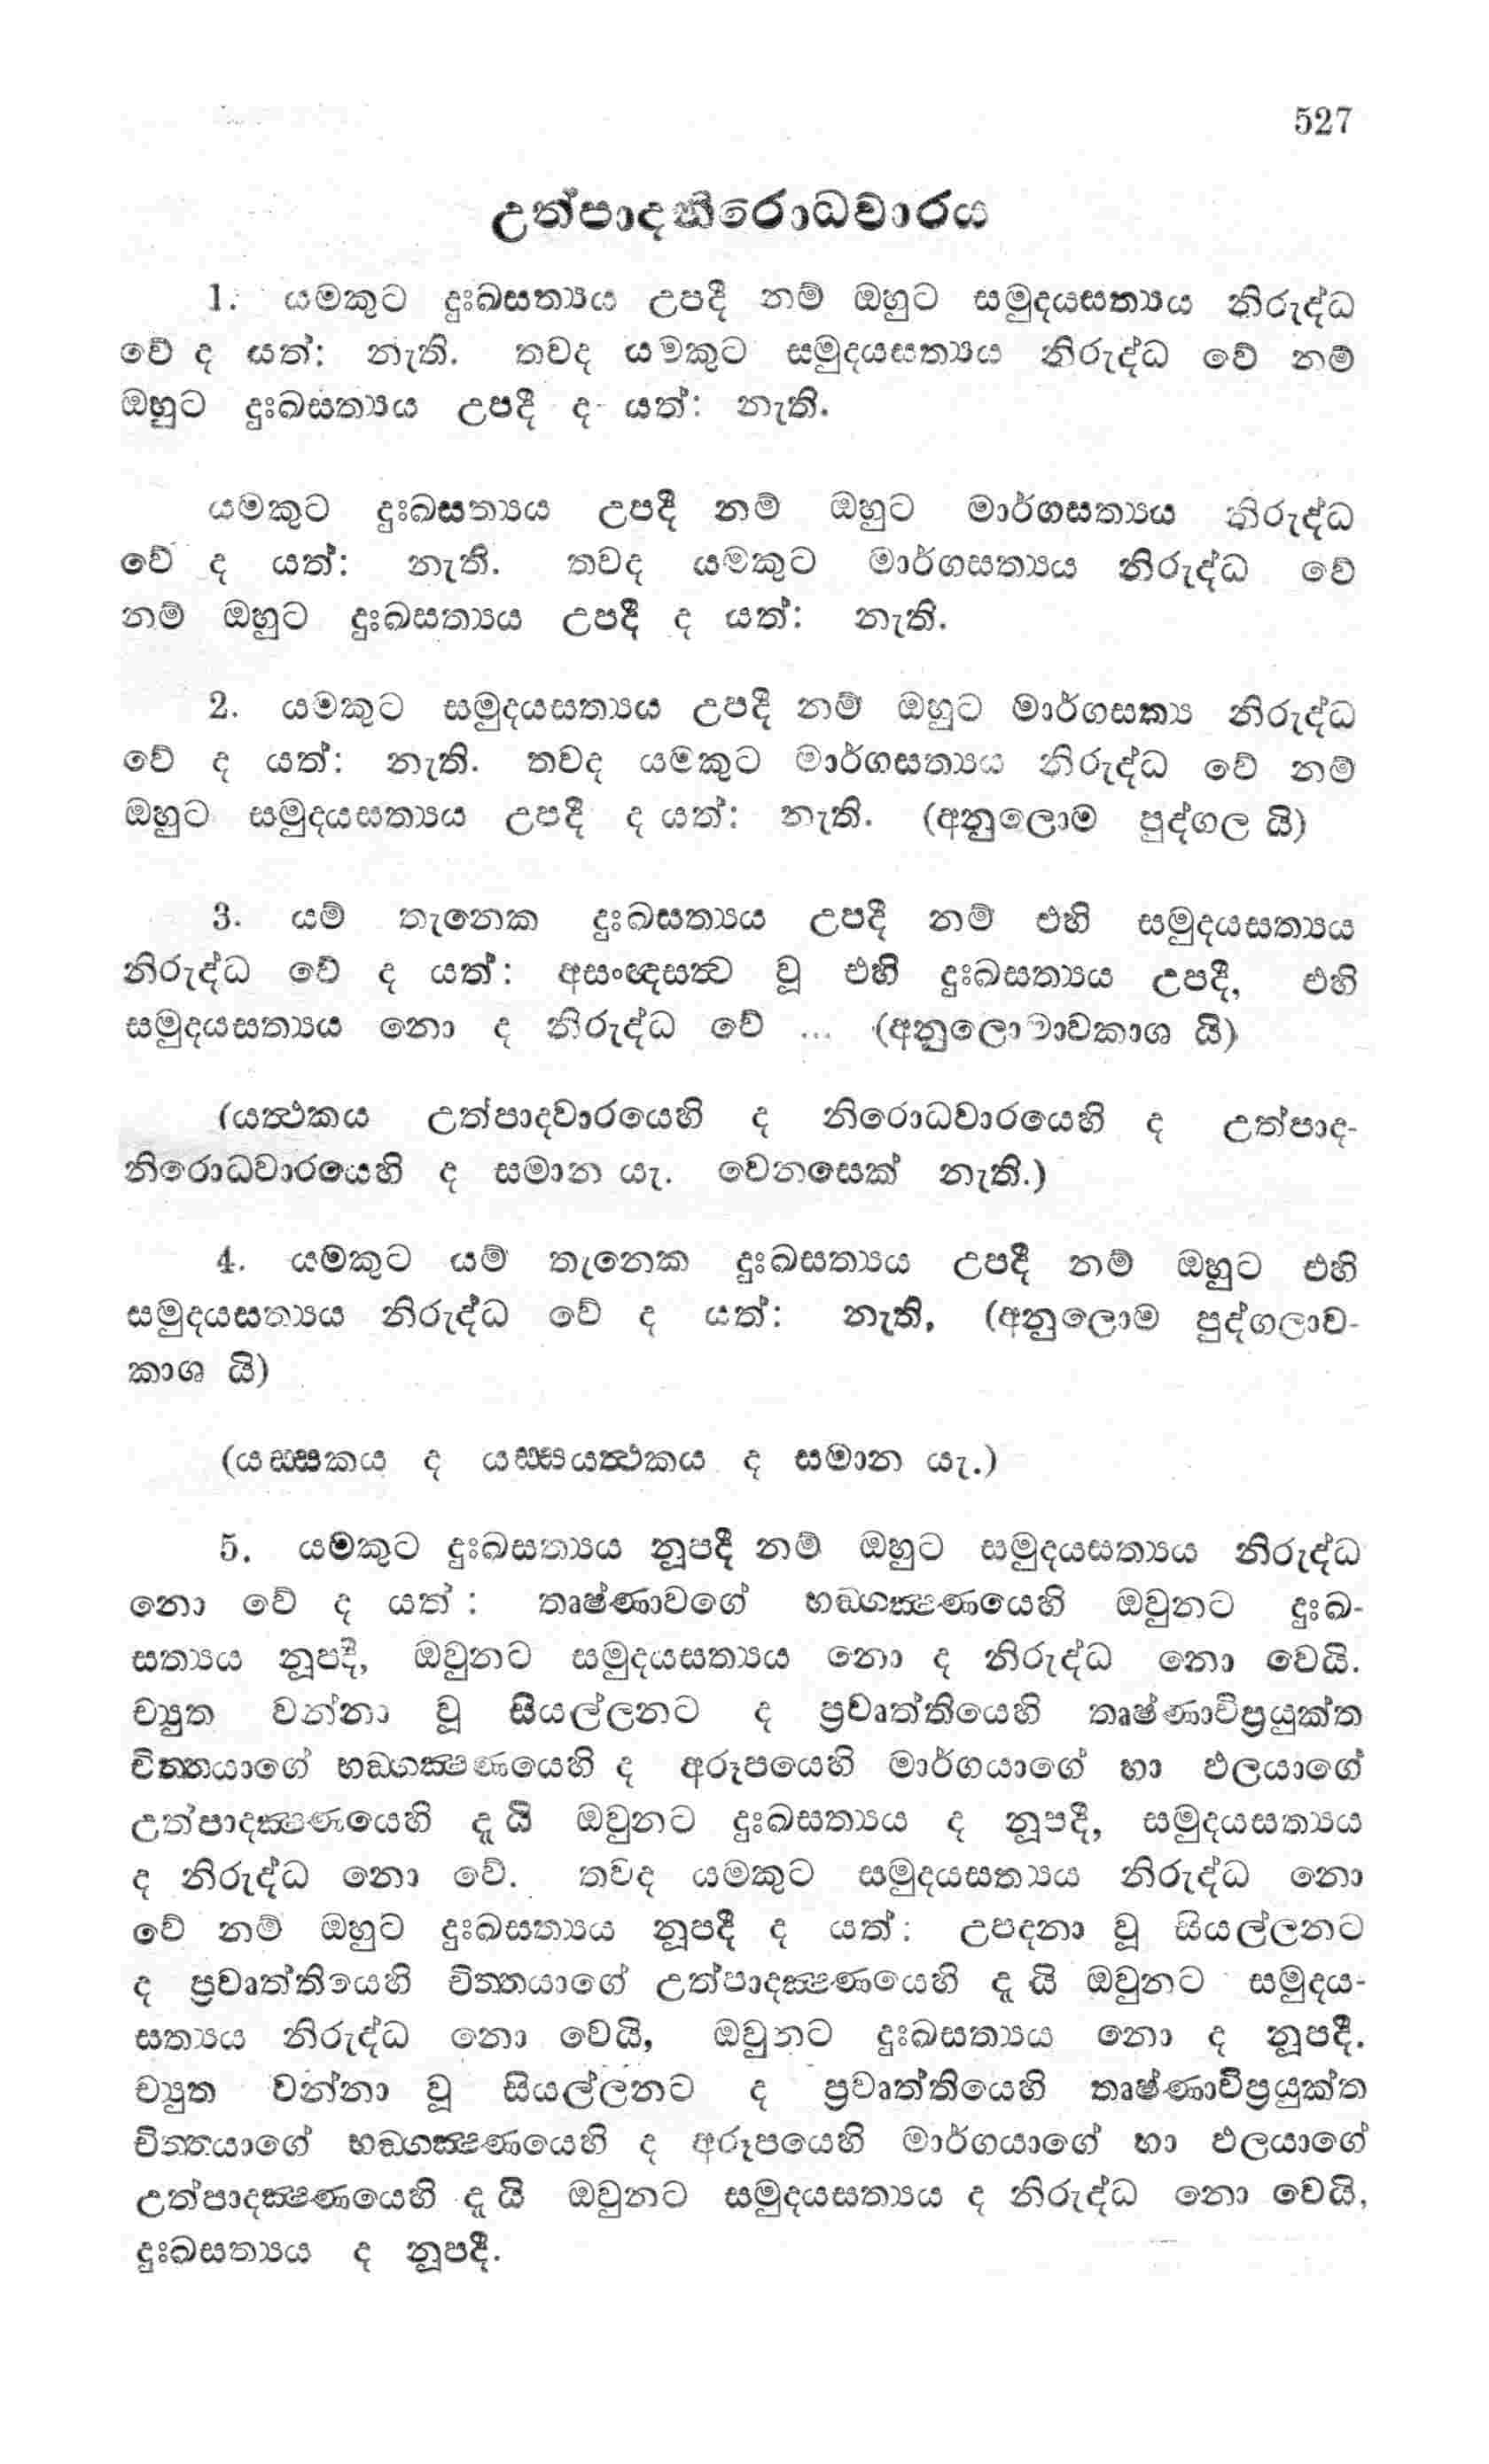 527
උත්පාදනිරොධවාරය
1. යමකුට දුඃඛසත්‍යය උපදී නම් ඔහුට සමුදයසත්‍යය නිරුද්ධ
වේ ද යත්: නැති. තවද යමකුට සමුදයසත්‍යය නිරුද්ධ වේ නම්
ඔහුට දුඃඛසත්‍යය උපදී ද යත්: නැති.
යමකුට දුඃඛසත්‍යය උපදී නම් ඔහුට මාර්ගසත්‍යය නිරුද්ධ
වේ ද යත්: නැති. තවද යමකුට මාර්ගසත්‍යය නිරුද්ධ වේ
නම් ඔහුට දුඃඛසත්‍යය උපදී ද යත්: නැති.
2. යමකුට සමුදයසත්‍යය උපදී නම් ඔහුට මාර්ගසක්‍ය නිරුද්ධ
වේ ද යත්: නැති. තවද යමකුට මාර්ගසත්‍යය නිරුද්ධ වේ නම්
ඔහුට සමුදයසත්‍යය උපදී ද යත්: නැති. (අනුලොම පුද්ගල යි)
3. යම් තැනෙක දුඃඛසත්‍යය උපදී නම් එහි සමුදයසත්‍යය
නිරුද්ධ වේ ද යත්: අසංඥසත්‍ව වූ එහි දුඃඛසත්‍යය උපදී, එහි
සමුදයසත්‍යය නො ද නිරුද්ධ වේ ... (අනුලොමාවකාශ යි)
(යත්‍ථකය උත්පාදවාරයෙහි ද නිරොධවාරයෙහි ද උත්පාද-
නිරොධවාරයෙහි ද සමාන යැ. වෙනසෙක් නැති.)
4. යමකුට යම් තැනෙක දුඃඛසත්‍යය උපදී නම් ඔහුට එහි
සමුදයසත්‍යය නිරුද්ධ වේ ද යත්: නැති, (අනුලොම පුද්ගලාව-
කාශ යි)
(යස්‍සකය ද යස්‍සයත්‍ථකය ද සමාන යැ.)
5. යමකුට දුඃඛසත්‍යය නූපදී නම් ඔහුට සමුදයසත්‍යය නිරුද්ධ
නො වේ ද යත් : තෘෂ්ණාවගේ භඞ්ගක්‍ෂණයෙහි ඔවුනට දුඃඛ-
සත්‍යය නූපදී, ඔවුනට සමුදයසත්‍යය නො ද නිරුද්ධ නො වෙයි.
ච්‍යුත වන්නා වූ සියල්ලනට ද ප්‍රවෘත්තියෙහි තෘෂ්ණාවිප්‍රයුක්ත
චිත්‍තයාගේ භඞ්ගක්‍ෂණයෙහි ද අරූපයෙහි මාර්ගයාගේ හා ඵලයාගේ
උත්පාදක්‍ෂණයෙහි දැ යි ඔවුනට දුඃඛසත්‍යය ද නූපදී, සමුදයසත්‍යය
ද නිරුද්ධ නො වේ. තවද යමකුට සමුදයසත්‍යය නිරුද්ධ නො
වේ නම් ඔහුට දුඃඛසත්‍යය නූපදී ද යත්: උපදනා වූ සියල්ලනට
ද ප්‍රවෘත්තියෙහි චිත්‍තයාගේ උත්පාදක්‍ෂණයෙහි දැ යි ඔවුනට සමුදය-
සත්‍යය නිරුද්ධ නො වෙයි, ඔවුනට දුඃඛසත්‍යය නො ද නූපදී.
ච්‍යුත වන්නා වූ සියල්ලනට ද ප්‍රවෘත්තියෙහි තෘෂ්ණාවිප්‍රයුක්ත
චිත්‍තයාගේ භඞ්ගක්‍ෂණයෙහි ද අරූපයෙහි මාර්ගයාගේ හා ඵලයාගේ
උත්පාදක්‍ෂණයෙහි දැ යි ඔවුනට සමුදයසත්‍යය ද නිරුද්ධ නො වෙයි,
දුඃඛසත්‍යය ද නූපදී.